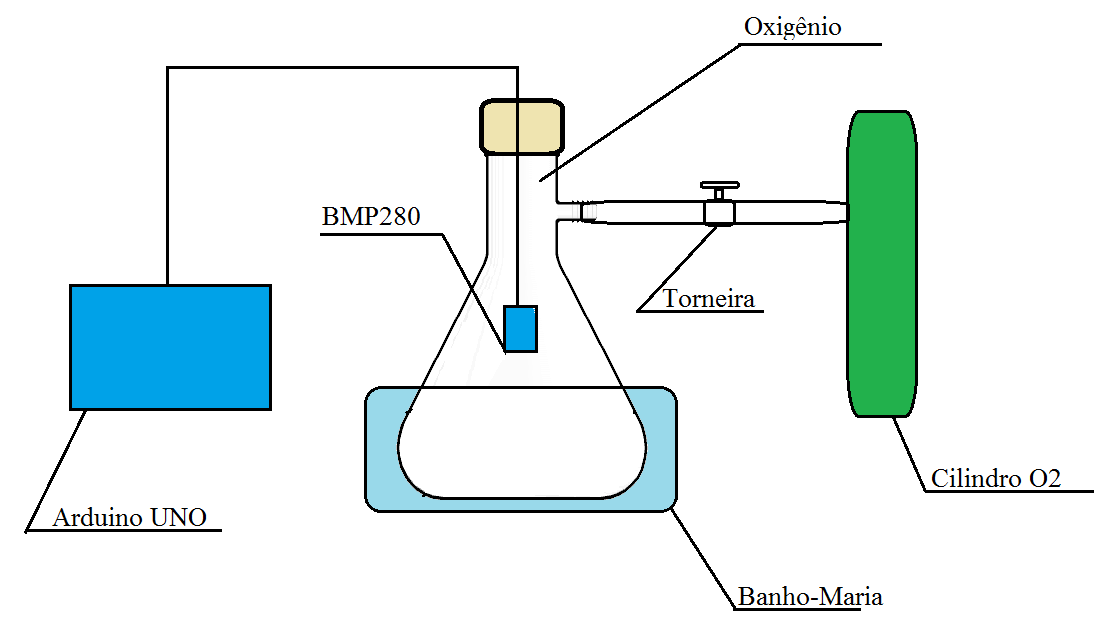 Oxigênio
BMP280
Torneira
Cilindro O2
Arduino UNO
Banho-Maria